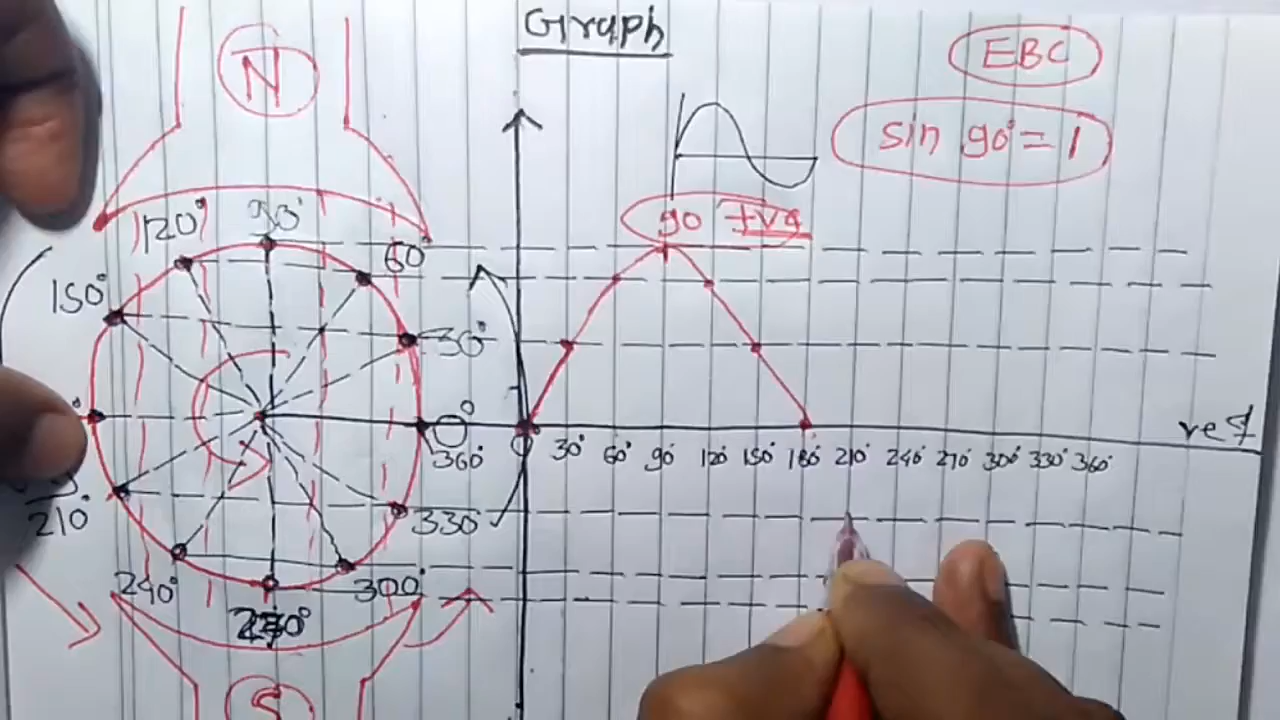 Graph
N
EBC
sin 90° = 1
90 +ve
120°
90°
60°
150°
30°
0°
360°
0
30° 60° 90° 120° 150° 180° 210° 240° 270° 300° 330° 360°
210°
330°
240°
300°
S